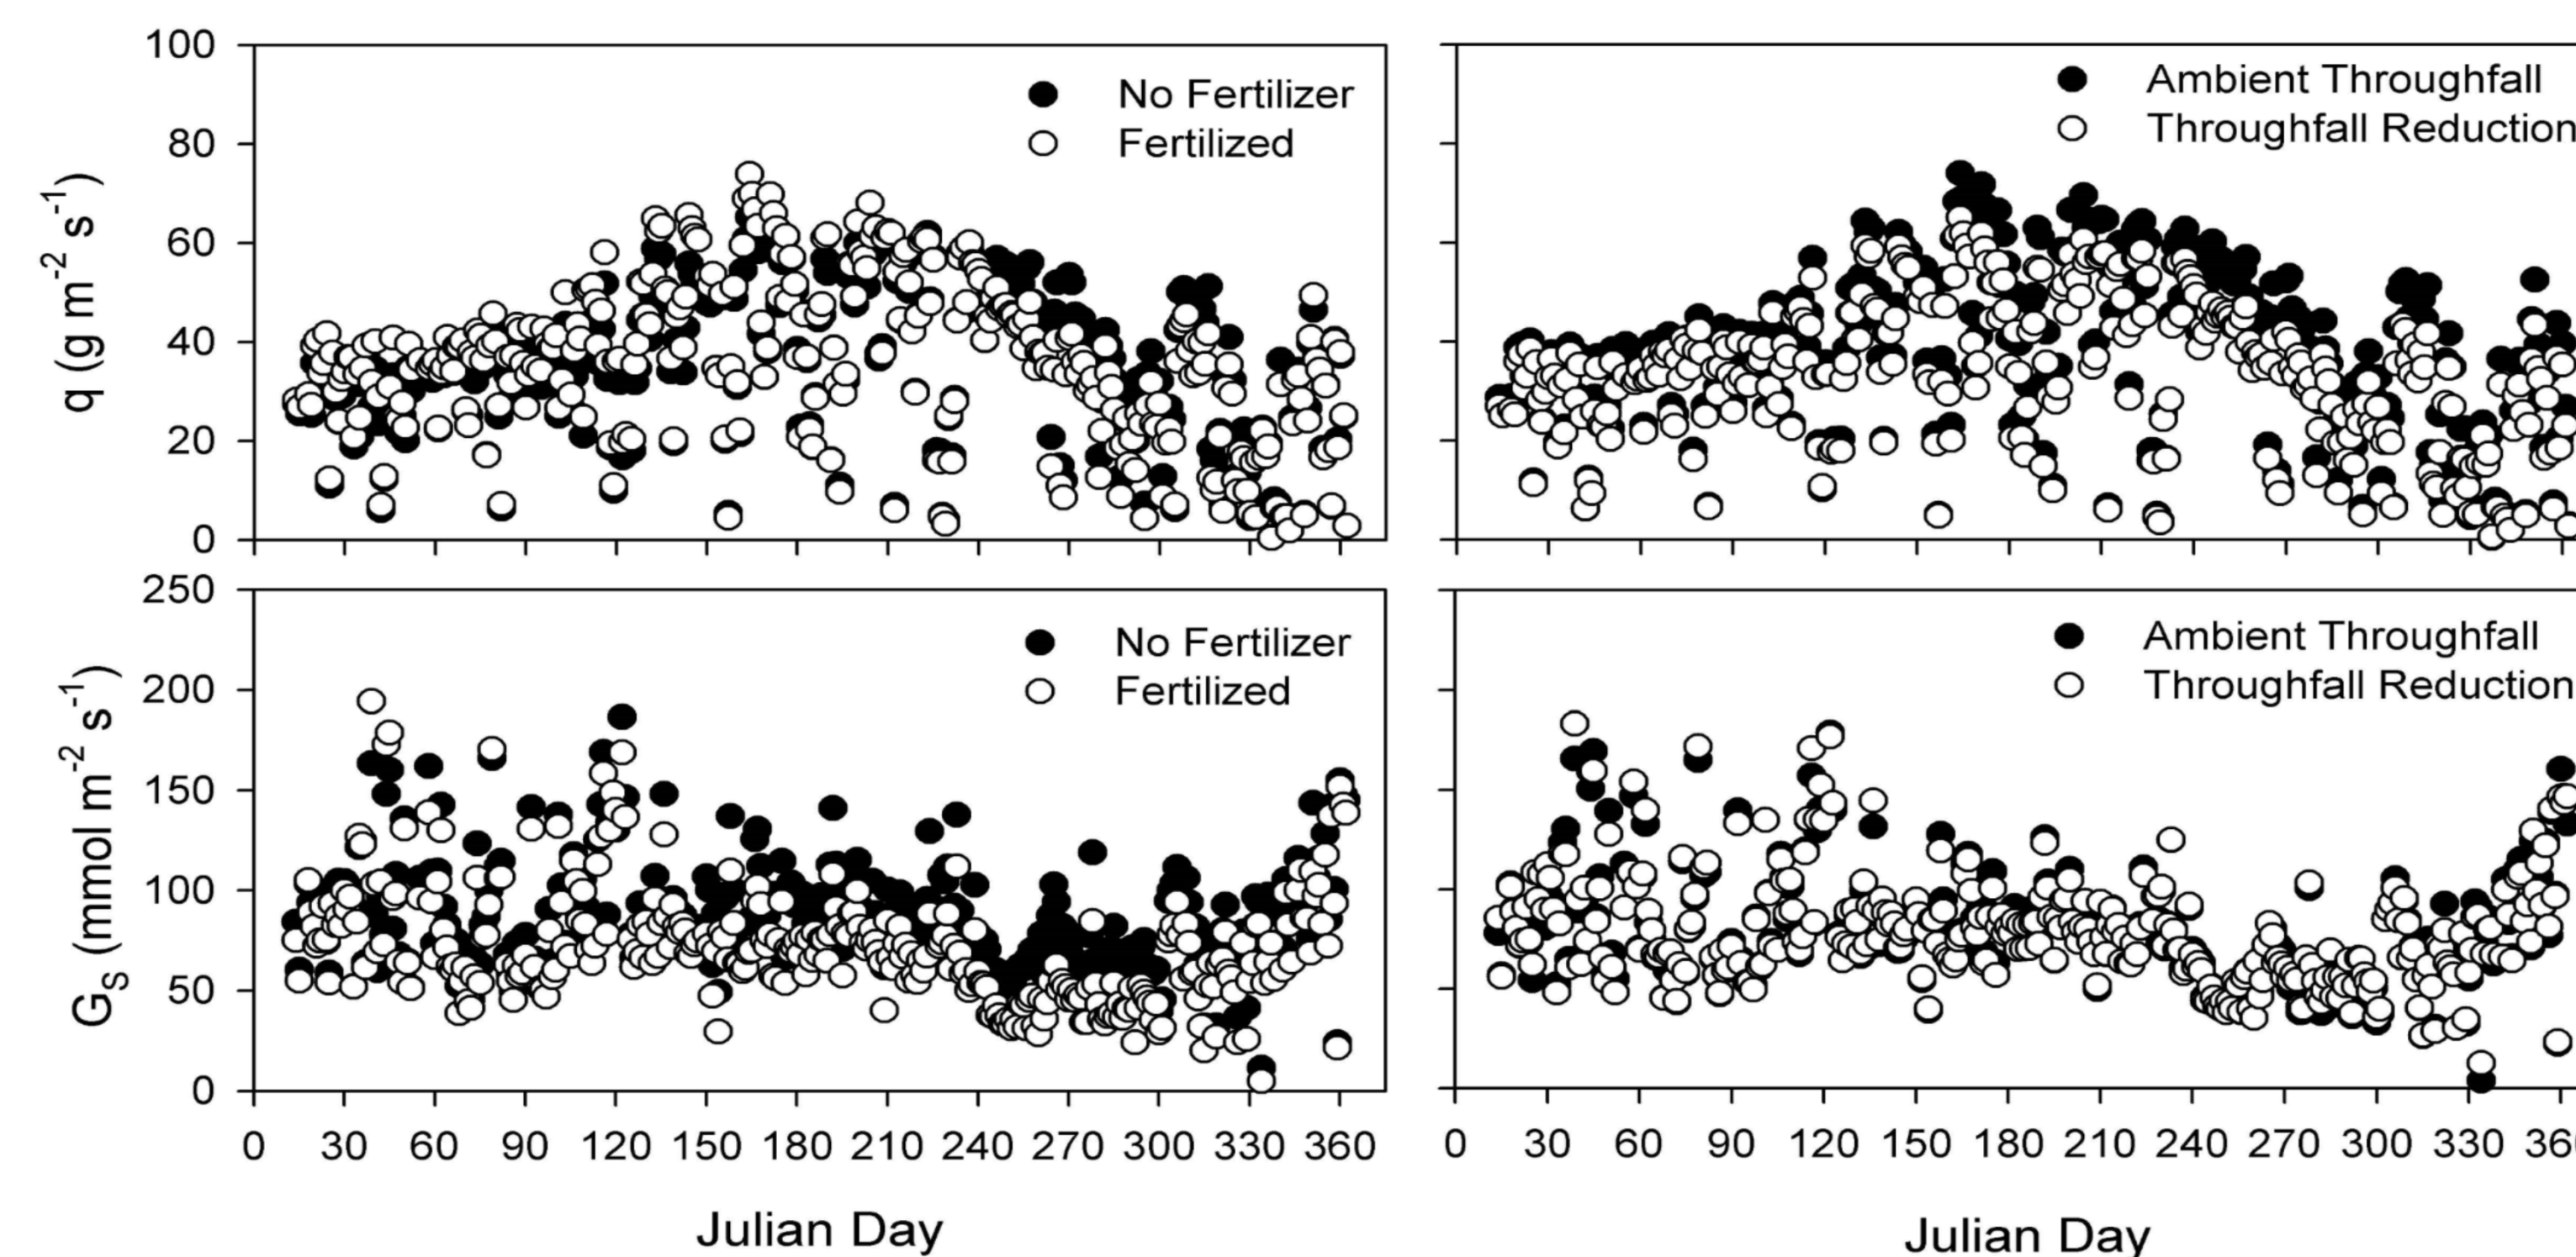 100
80
60
40
20
0
q (g m-2 s-1)
No Fertilizer
Fertilized
Ambient Throughfall
Throughfall Reduction
250
200
150
100
50
0
GS (mmol m-2 s-1)
No Fertilizer
Fertilized
Ambient Throughfall
Throughfall Reduction
0 30 60 90 120 150 180 210 240 270 300 330 360
0 30 60 90 120 150 180 210 240 270 300 330 36
Julian Day
Julian Day